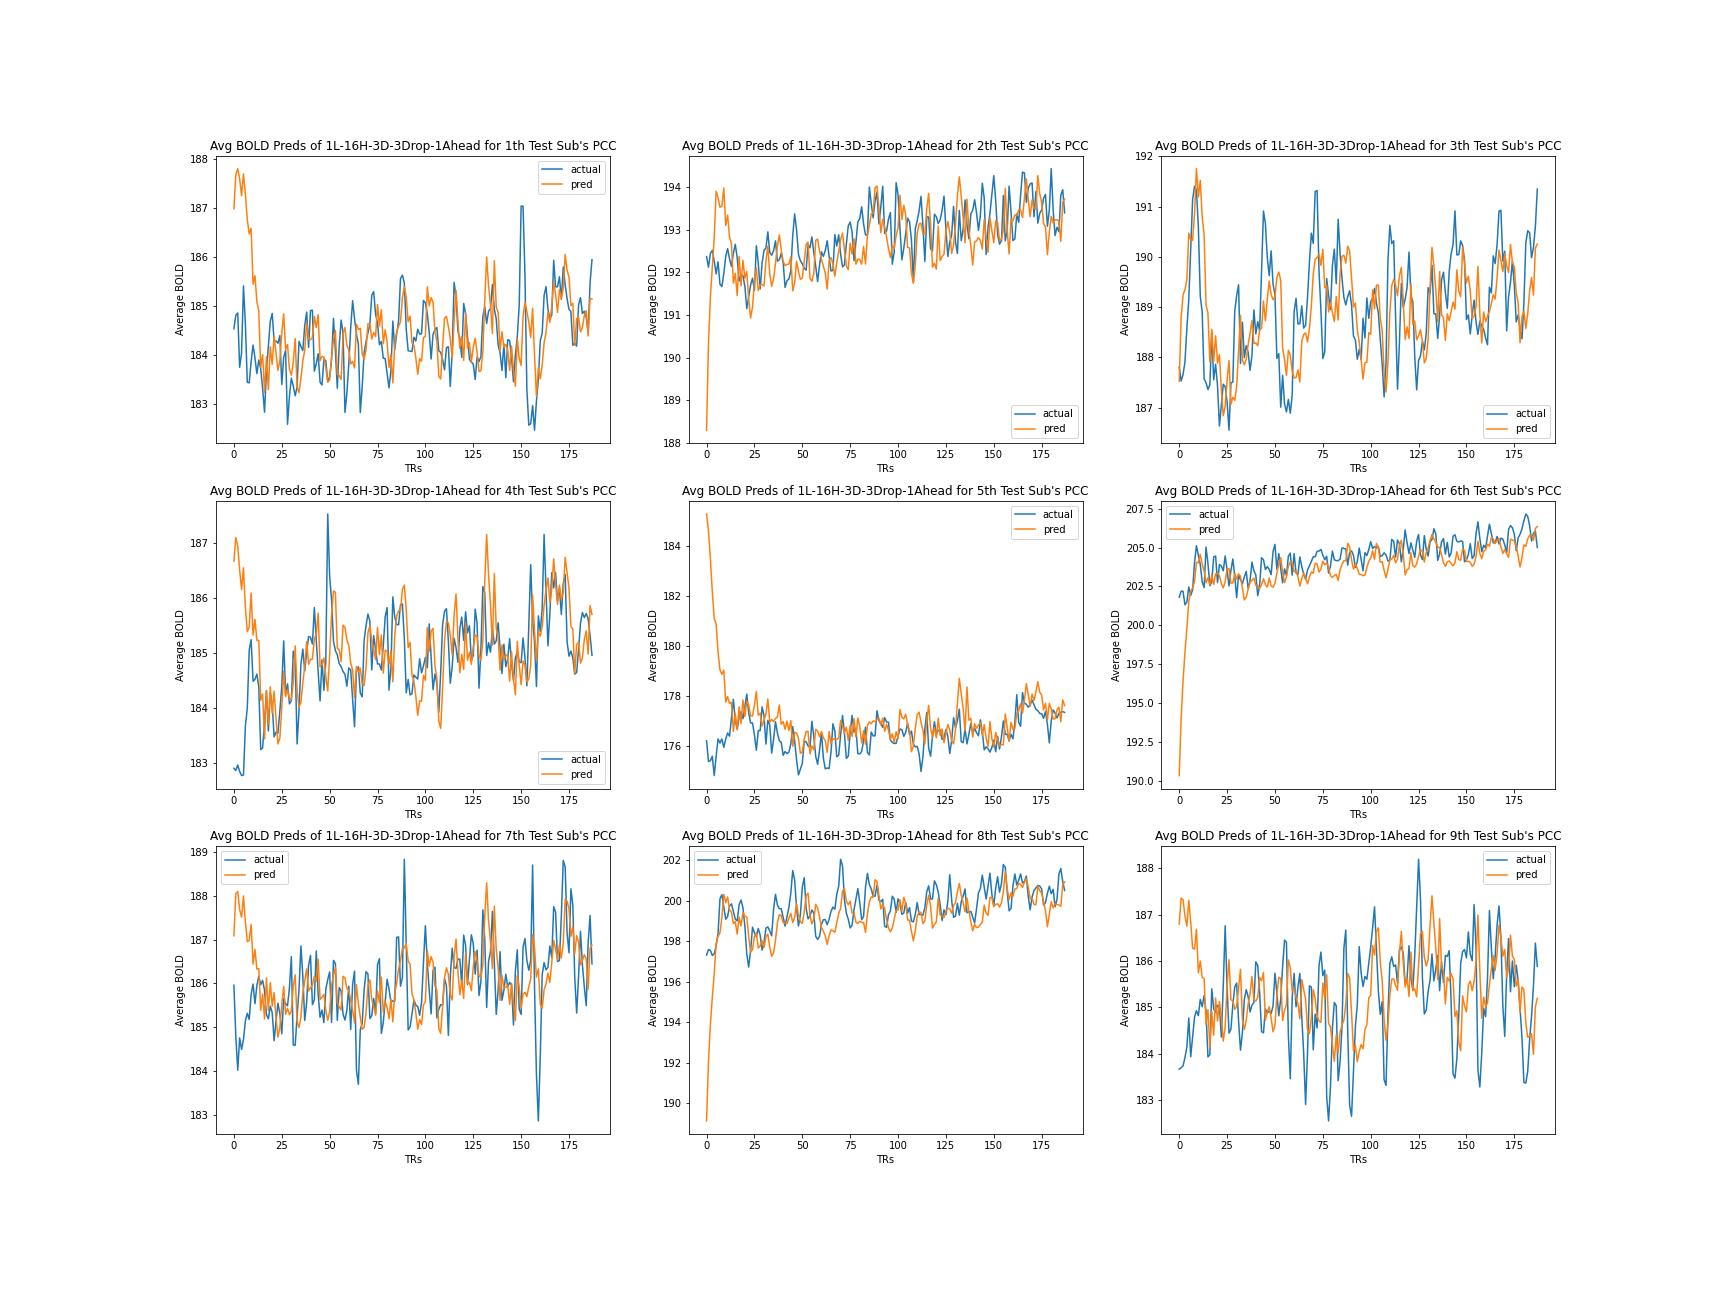 Avg BOLD Preds of 1L-16H-3D-3Drop-1Ahead for 1th Test Sub's PCC
188
187
186
185
184
183
Average BOLD
actual
pred
0 25 50 75 100 125 150 175
TRs
Avg BOLD Preds of 1L-16H-3D-3Drop-1Ahead for 2th Test Sub's PCC
194
193
192
191
190
189
188
Average BOLD
actual
pred
0 25 50 75 100 125 150 175
TRs
Avg BOLD Preds of 1L-16H-3D-3Drop-1Ahead for 3th Test Sub's PCC
192
191
190
189
188
187
Average BOLD
actual
pred
0 25 50 75 100 125 150 175
TRs
Avg BOLD Preds of 1L-16H-3D-3Drop-1Ahead for 4th Test Sub's PCC
187
186
185
184
183
Average BOLD
actual
pred
0 25 50 75 100 125 150 175
TRs
Avg BOLD Preds of 1L-16H-3D-3Drop-1Ahead for 5th Test Sub's PCC
184
182
180
178
176
Average BOLD
actual
pred
0 25 50 75 100 125 150 175
TRs
Avg BOLD Preds of 1L-16H-3D-3Drop-1Ahead for 6th Test Sub's PCC
207.5
205.0
202.5
200.0
197.5
195.0
192.5
190.0
Average BOLD
actual
pred
0 25 50 75 100 125 150 175
TRs
Avg BOLD Preds of 1L-16H-3D-3Drop-1Ahead for 7th Test Sub's PCC
189
188
187
186
185
184
183
Average BOLD
actual
pred
0 25 50 75 100 125 150 175
TRs
Avg BOLD Preds of 1L-16H-3D-3Drop-1Ahead for 8th Test Sub's PCC
202
200
198
196
194
192
190
Average BOLD
actual
pred
0 25 50 75 100 125 150 175
TRs
Avg BOLD Preds of 1L-16H-3D-3Drop-1Ahead for 9th Test Sub's PCC
188
187
186
185
184
183
Average BOLD
actual
pred
0 25 50 75 100 125 150 175
TRs